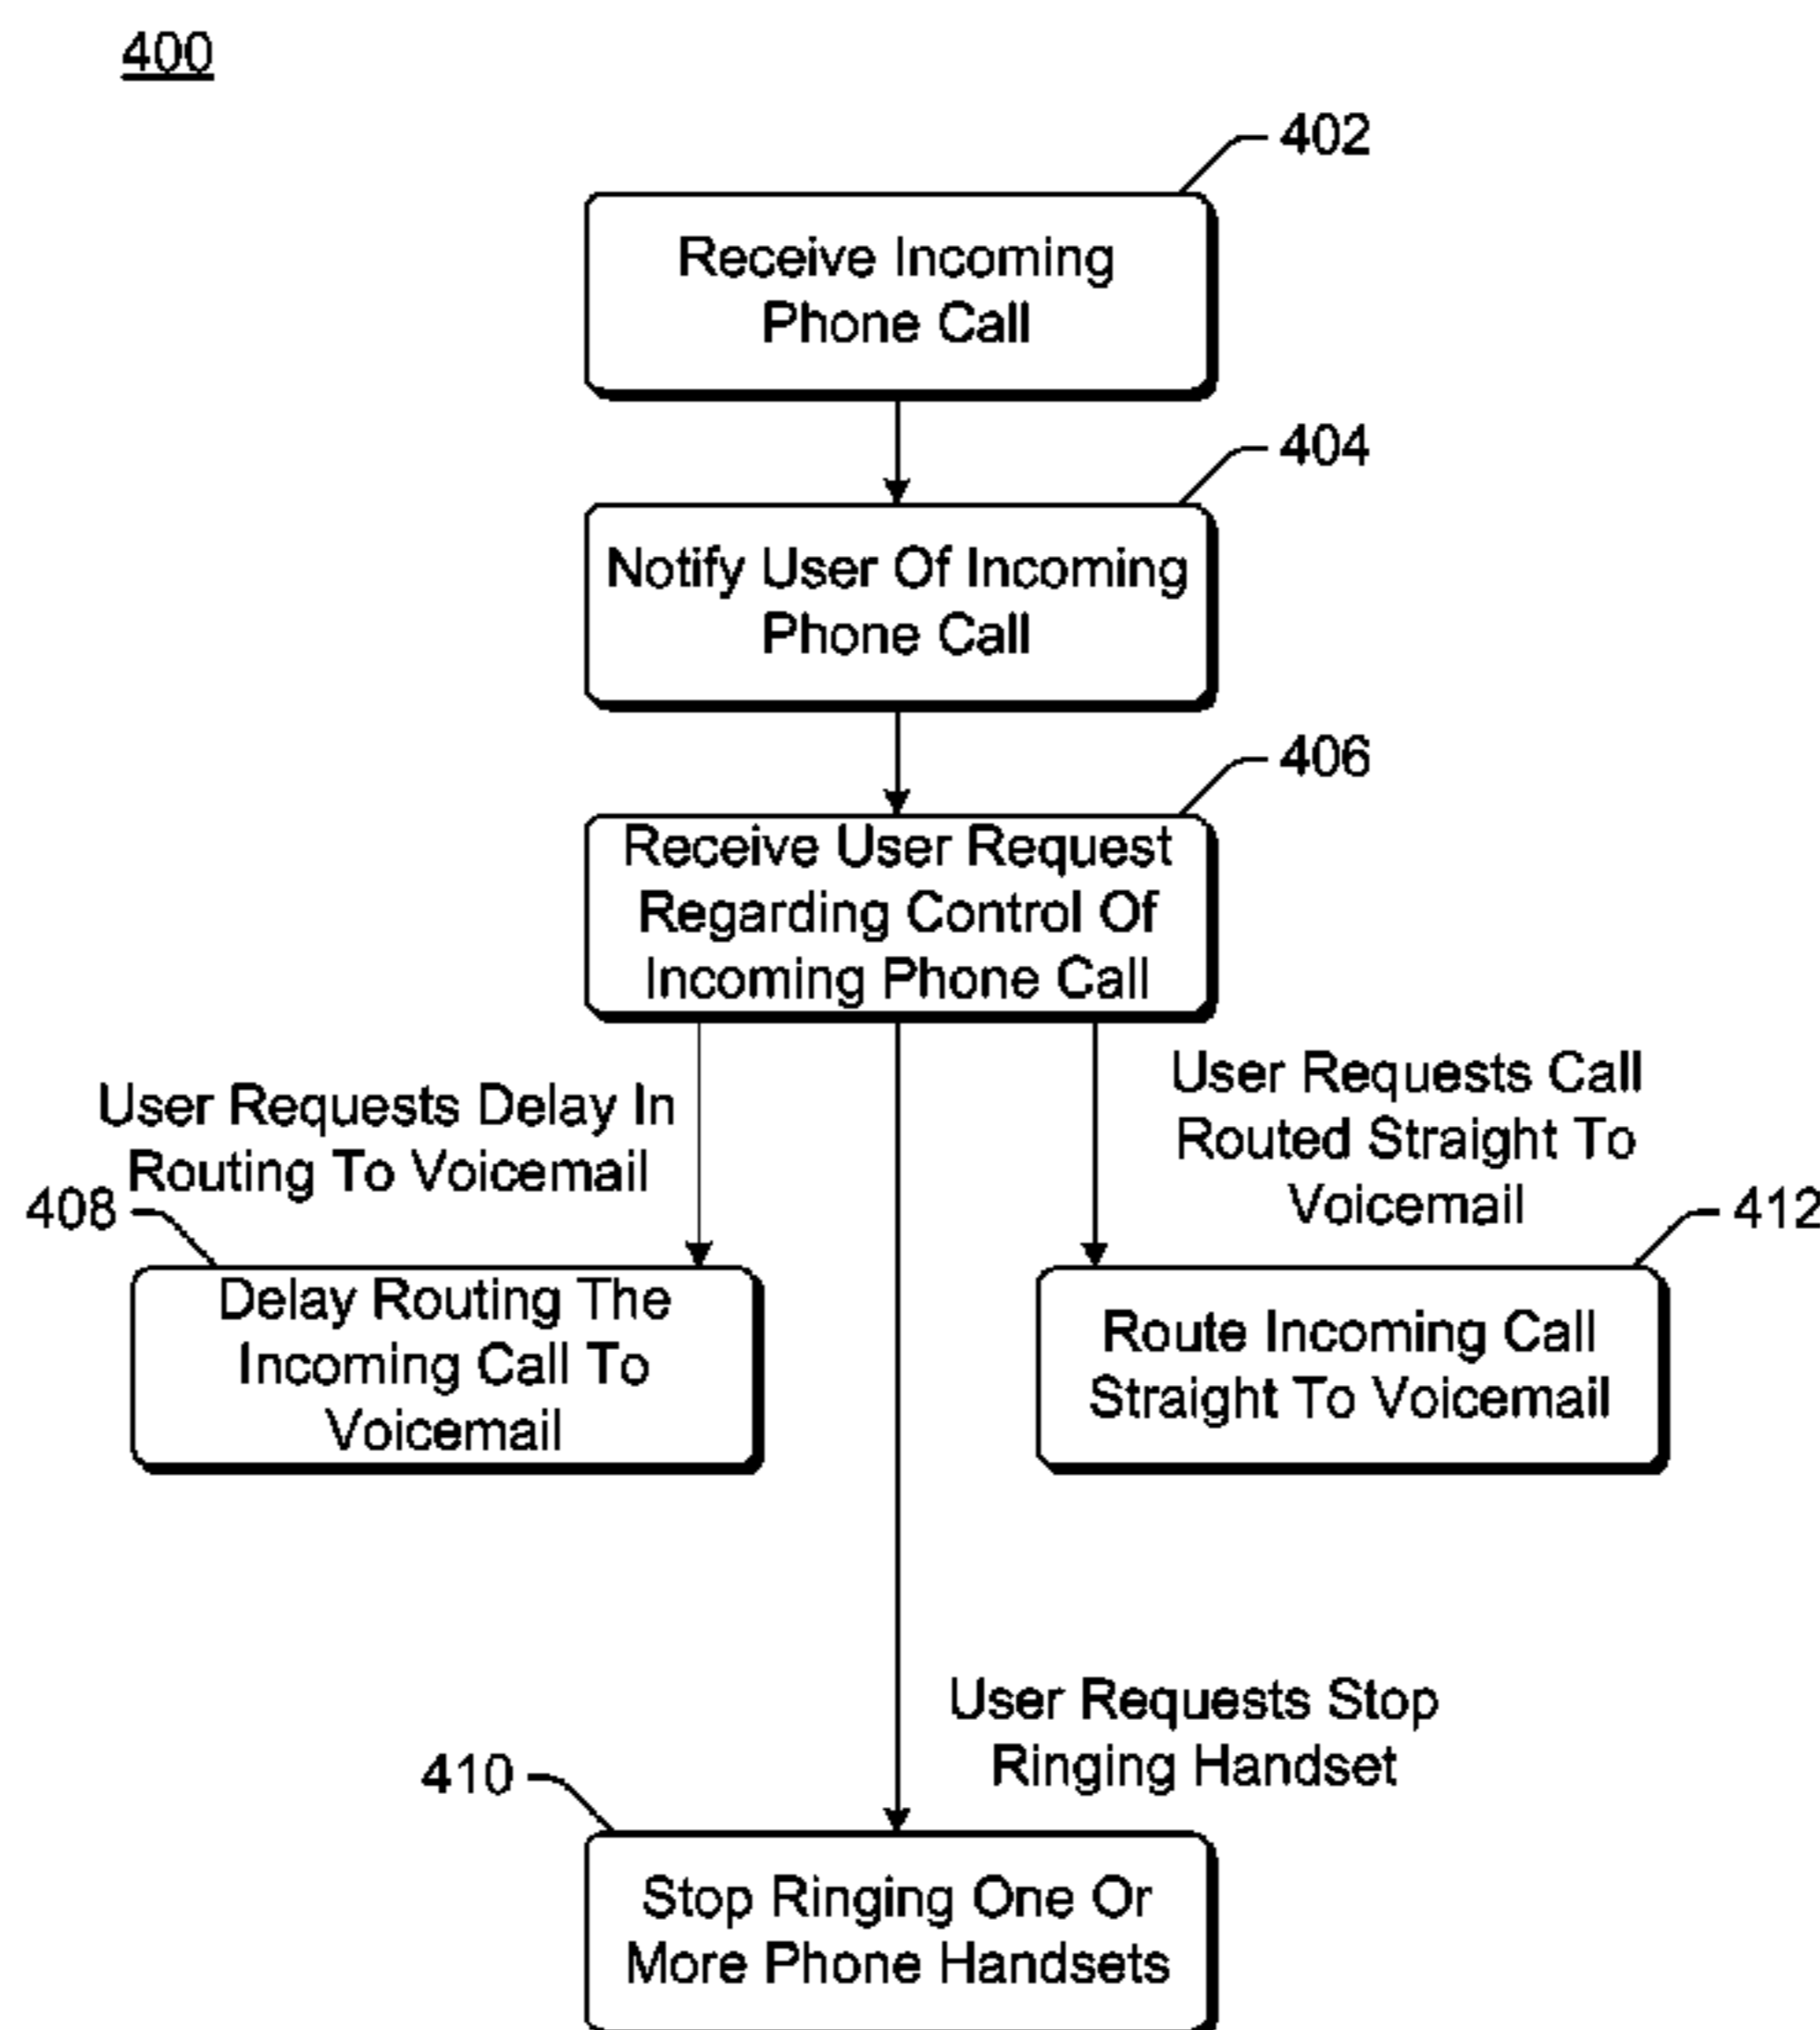 400
402
Receive Incoming
Phone Call
404
Notify User Of Incoming
Phone Call
406
Receive User Request
Regarding Control Of
Incoming Phone Call
User Requests Delay In
Routing To Voicemail
User Requests Call
Routed Straight To
Voicemail
408
412
Delay Routing The
Incoming Call To
Voicemail
Route Incoming Call
Straight To Voicemail
User Requests Stop
Ringing Handset
410
Stop Ringing One Or
More Phone Handsets